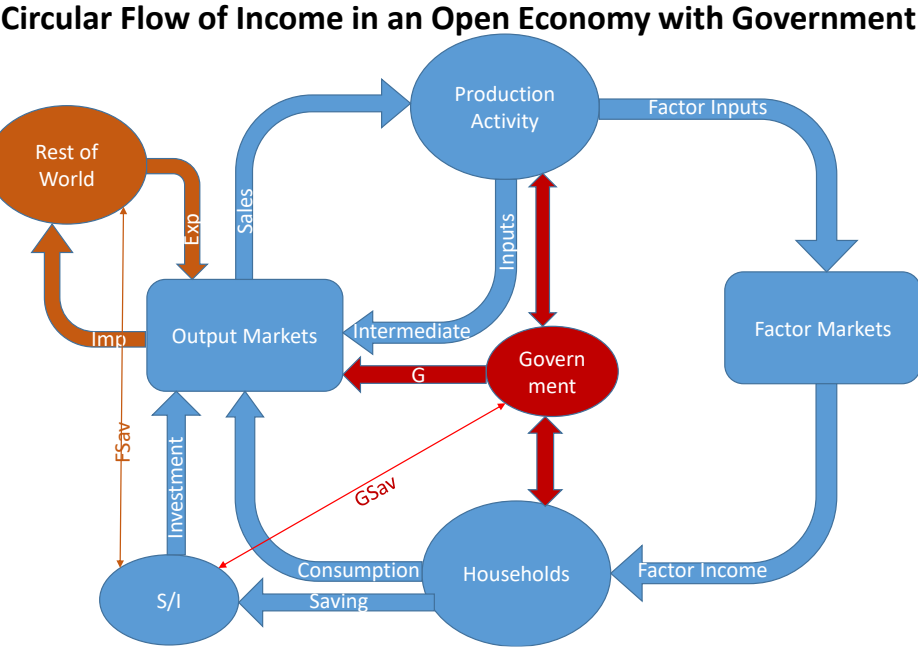 Circular Flow of Income in an Open Economy with Government
Production
Activity
Factor Inputs
Rest of
World
Sales
Exp
Inputs
Intermediate
Imp
Output Markets
Factor Markets
Govern
ment
G
FSav
Investment
GSav
Consumption
Households
Factor Income
S/I
Saving